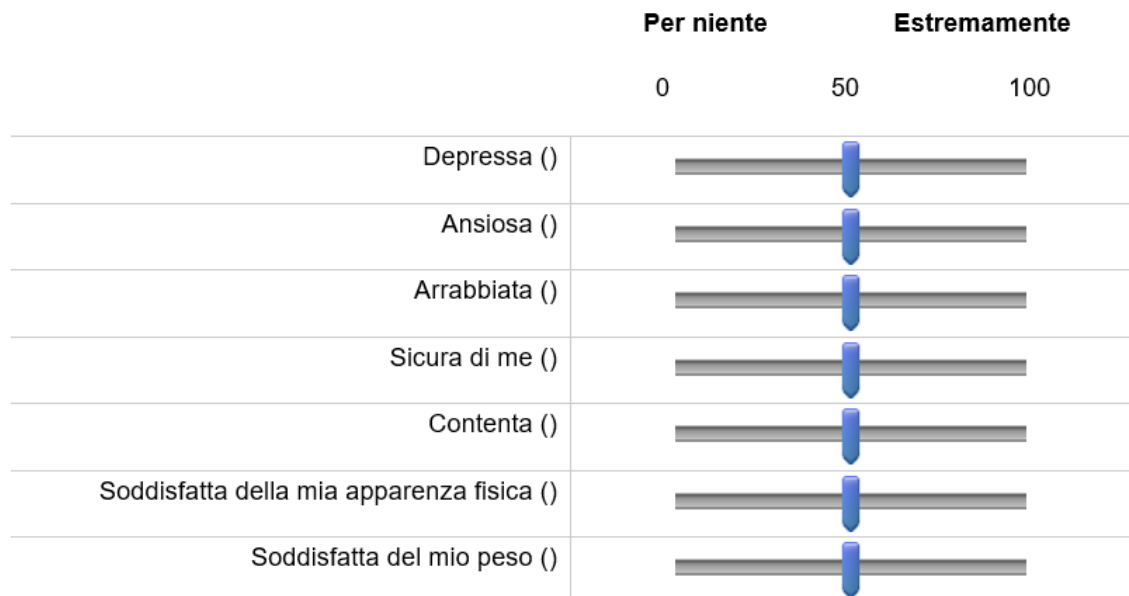 Per niente Estremamente
0 50 100
Depressa ()
Ansiosa ()
Arrabbiata ()
Sicura di me ()
Contenta ()
Soddisfatta della mia apparenza fisica ()
Soddisfatta del mio peso ()